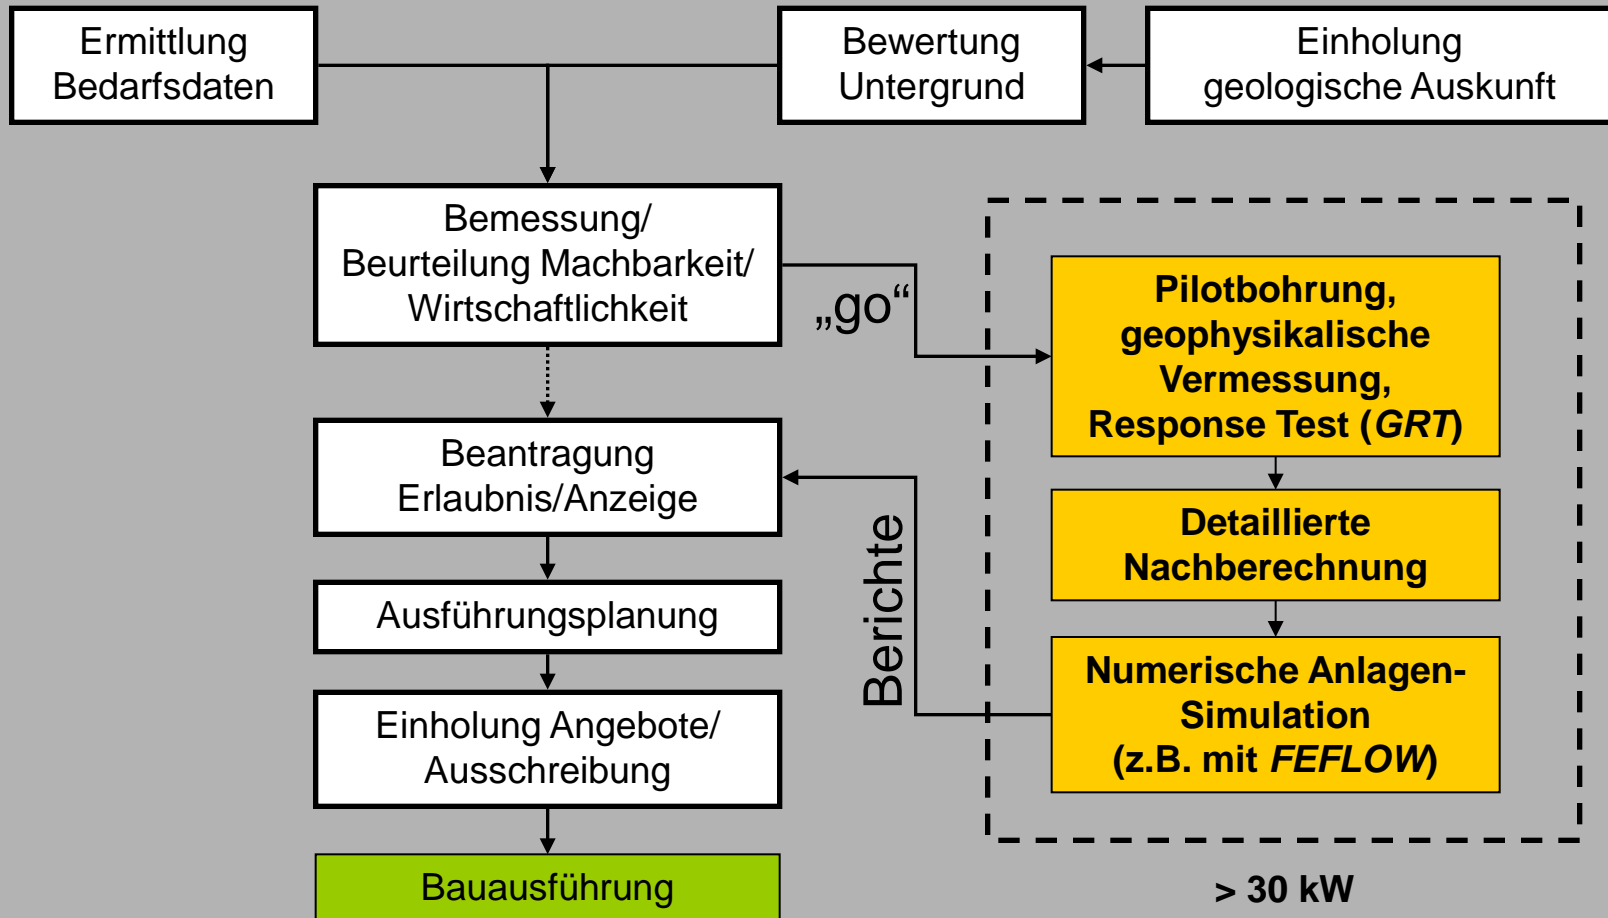 Ermittlung
Bedarfsdaten
Bewertung
Untergrund
Einholung
geologische Auskunft
Bemessung/
Beurteilung Machbarkeit/
Wirtschaftlichkeit
„go“
Pilotbohrung,
geophysikalische
Vermessung,
Response Test (GRT)
Beantragung
Erlaubnis/Anzeige
Berichte
Detaillierte
Nachberechnung
Ausführungsplanung
Numerische Anlagen-
Simulation
(z.B. mit FEFLOW)
Einholung Angebote/
Ausschreibung
Bauausführung
> 30 kW